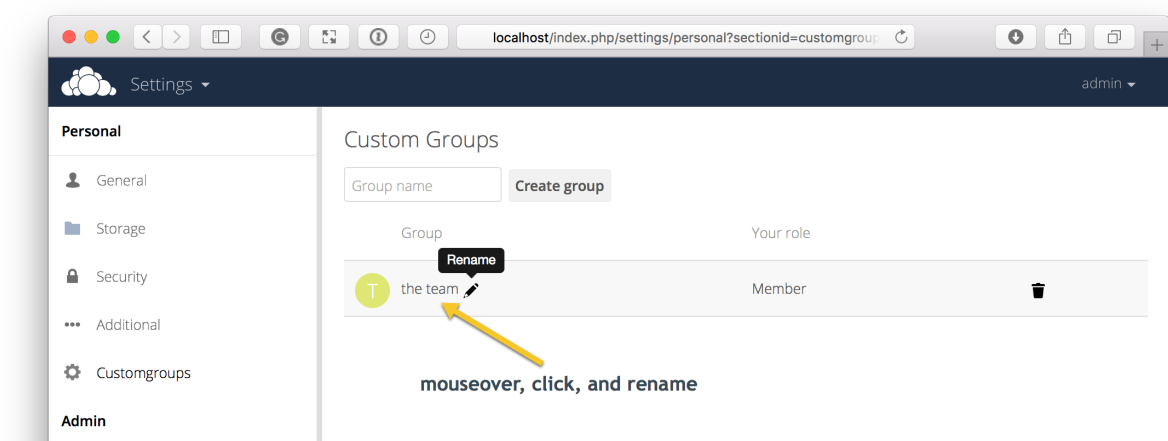 localhost/index.php/settings/personal?sectionid=customgroup
Settings
admin
Personal
General
Storage
Security
Additional
Customgroups
Admin
Custom Groups
Group name
Create group
Group
Your role
Rename
T
the team
Member
mouseover, click, and rename